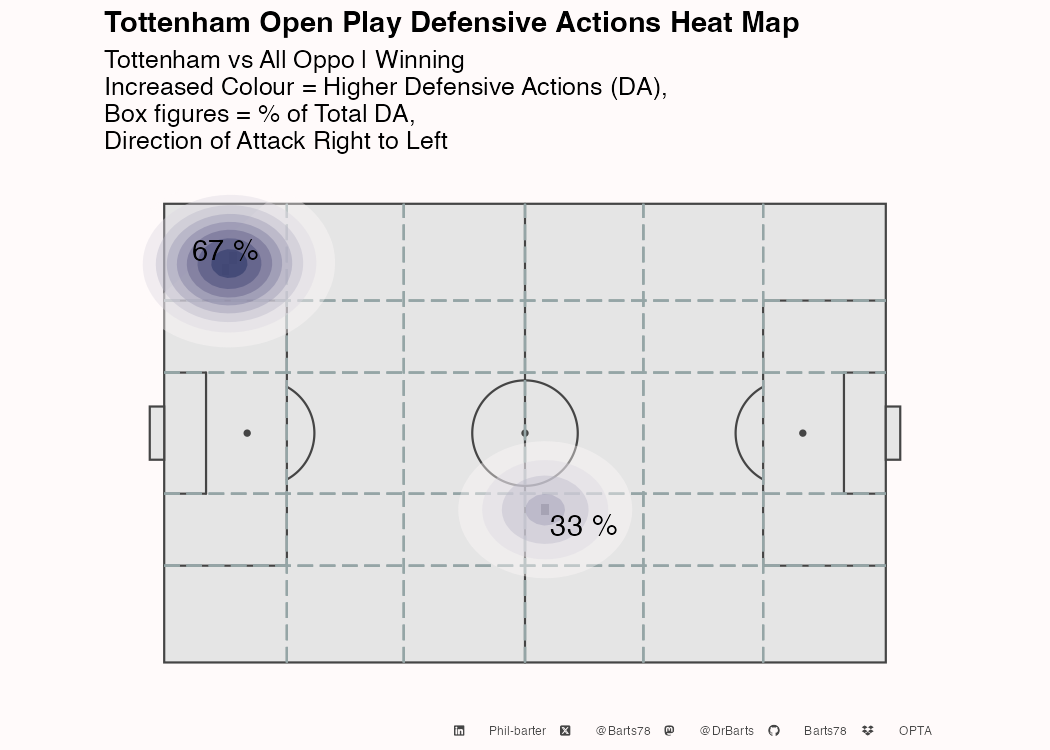 Tottenham Open Play Defensive Actions Heat Map
Tottenham vs All Oppo | Winning
Increased Colour = Higher Defensive Actions (DA),
Box figures = % of Total DA,
Direction of Attack Right to Left
67 %
33 %
Phil-barter @Barts78 @DrBarts Barts78 OPTA